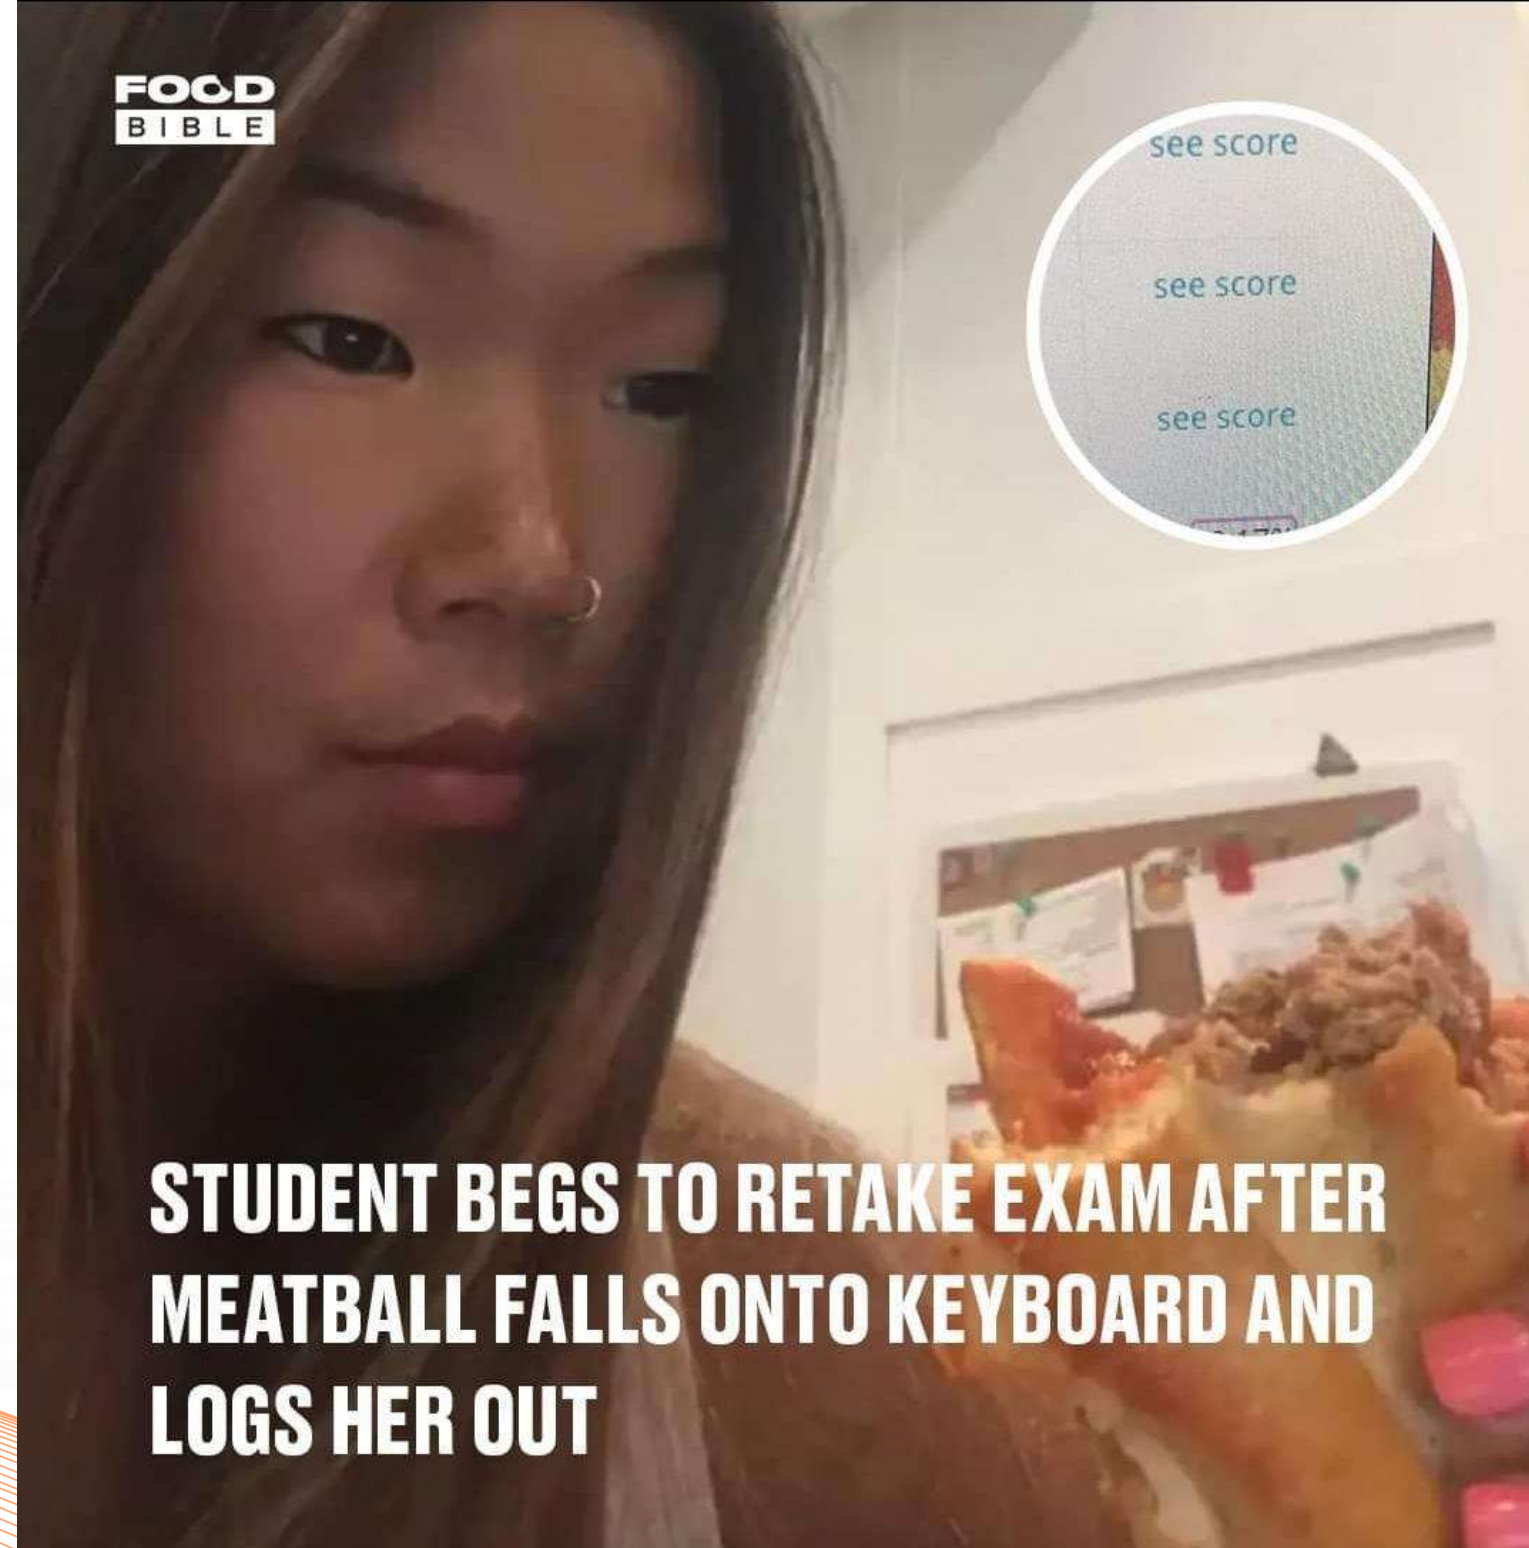 FOOD
BIBLE
see score
see score
see score
STUDENT BEGS TO RETAKE EXAM AFTER
MEATBALL FALLS ONTO KEYBOARD AND
LOGS HER OUT